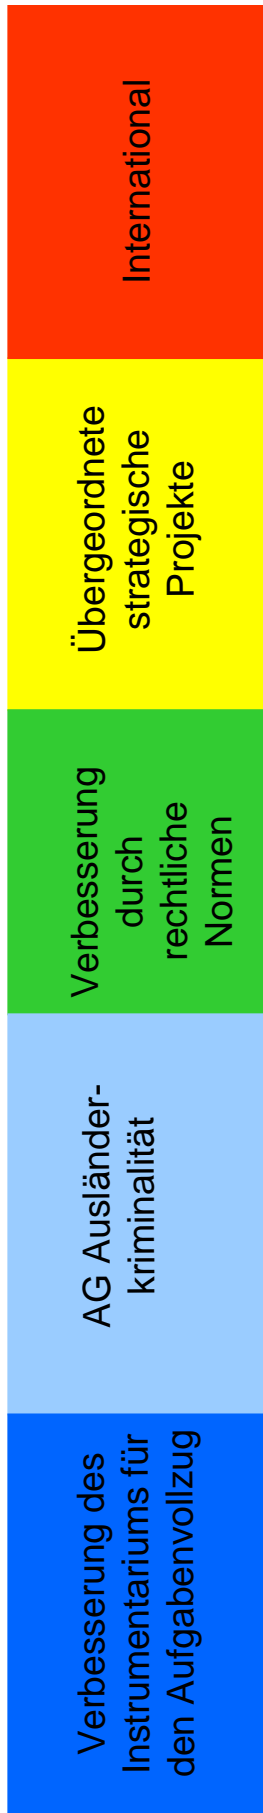 Verbesserung des
Instrumentariums für
den Aufgabenvollzug
AG Ausländer-
kriminalität
Verbesserung
durch
rechtliche
Normen
Übergeordnete
strategische
Projekte
International